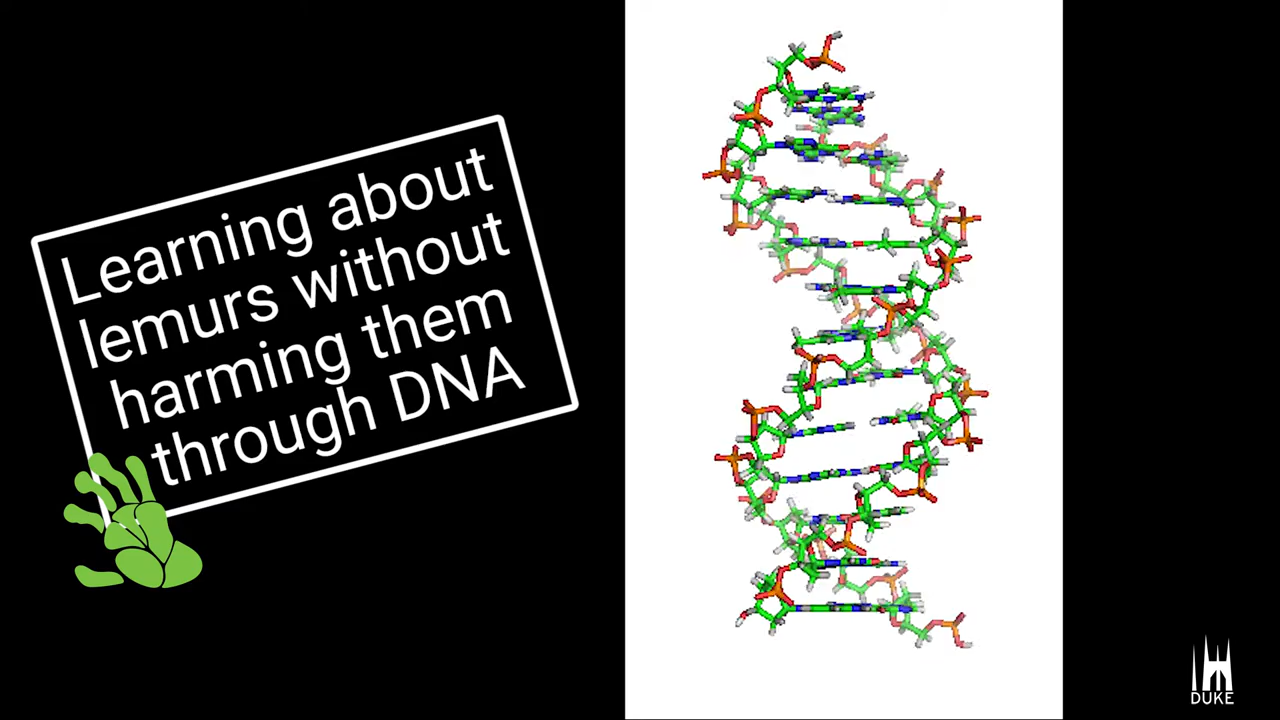 Learning about
lemurs without
harming them
through DNA
DUKE